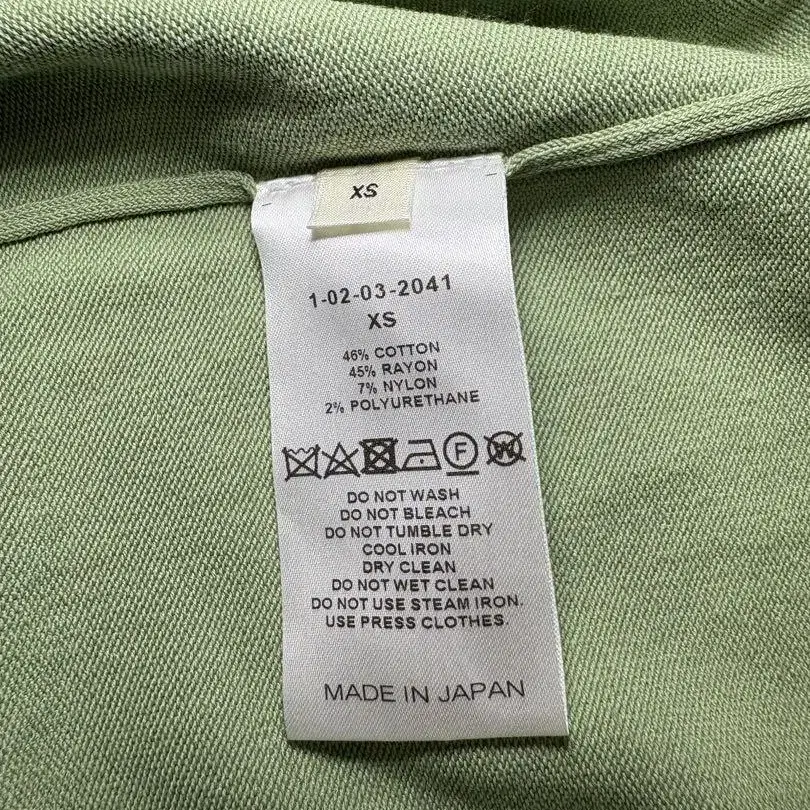 XS
1-02-03-2041
XS
46% COTTON
45% RAYON
7% NYLON
2% POLYURETHANE
F W
DO NOT WASH
DO NOT BLEACH
DO NOT TUMBLE DRY
COOL IRON
DRY CLEAN
DO NOT WET CLEAN
DO NOT USE STEAM IRON.
USE PRESS CLOTHES.
MADE IN JAPAN